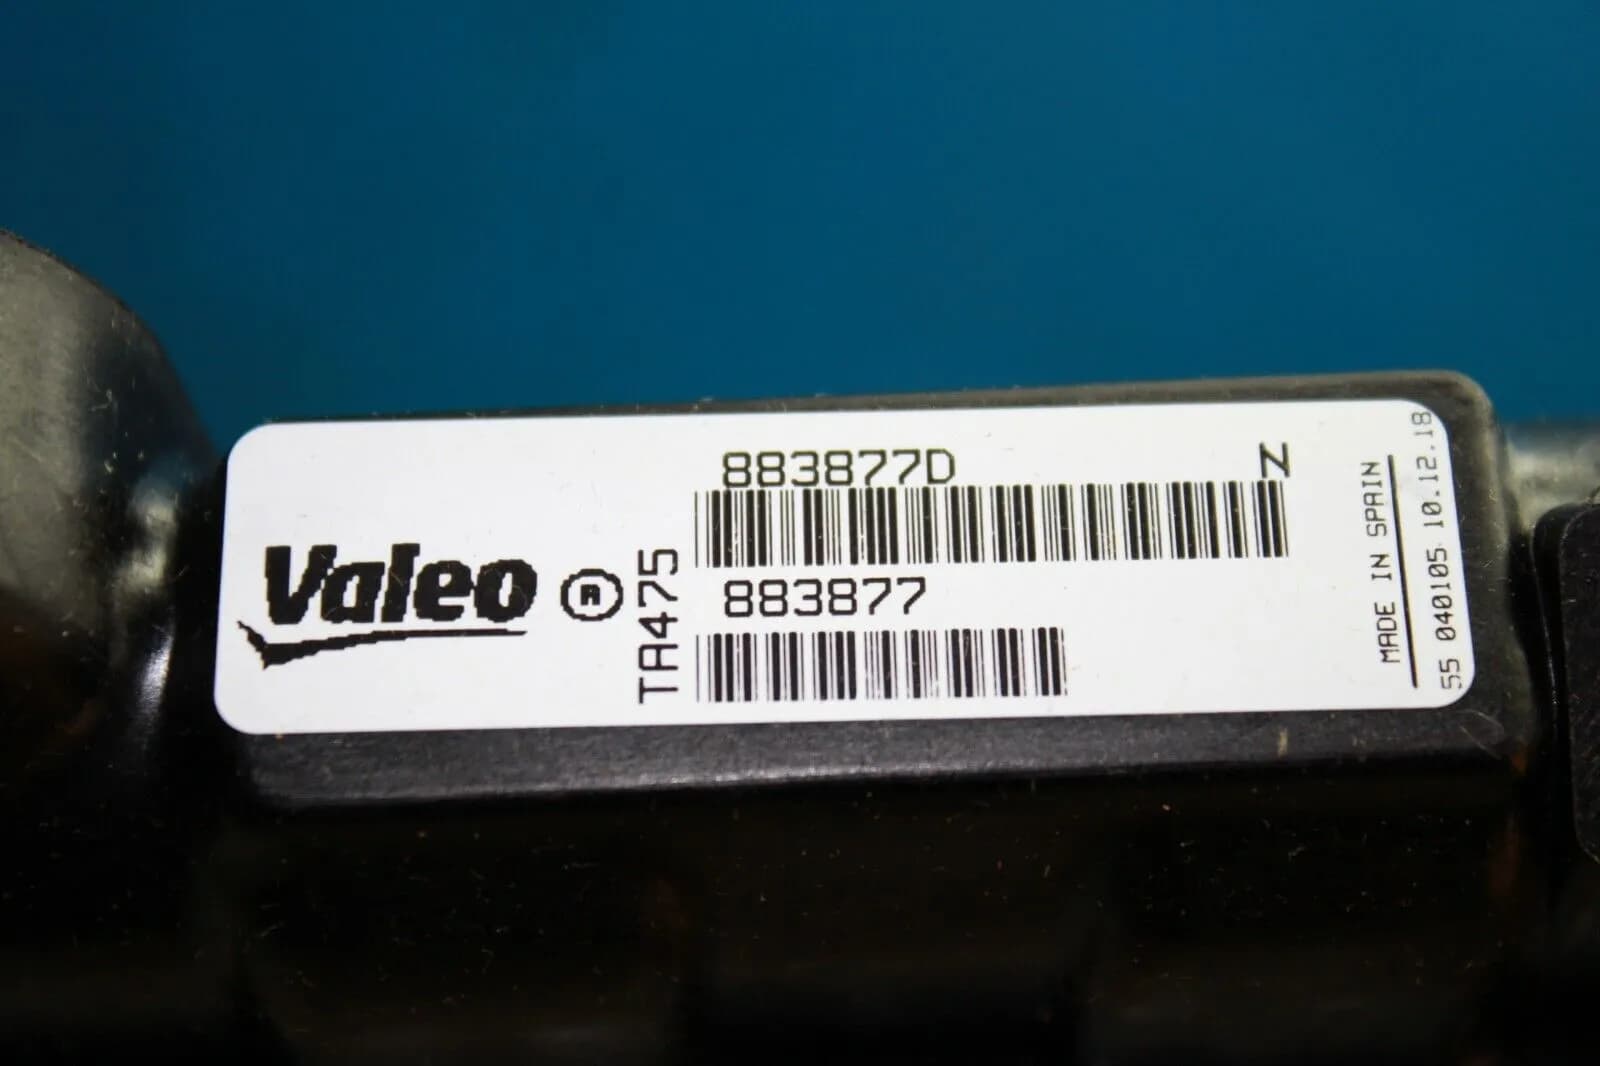 Valeo ®
TA475
883877D
Z
883877
MADE IN SPAIN
55 040105 10.12.18